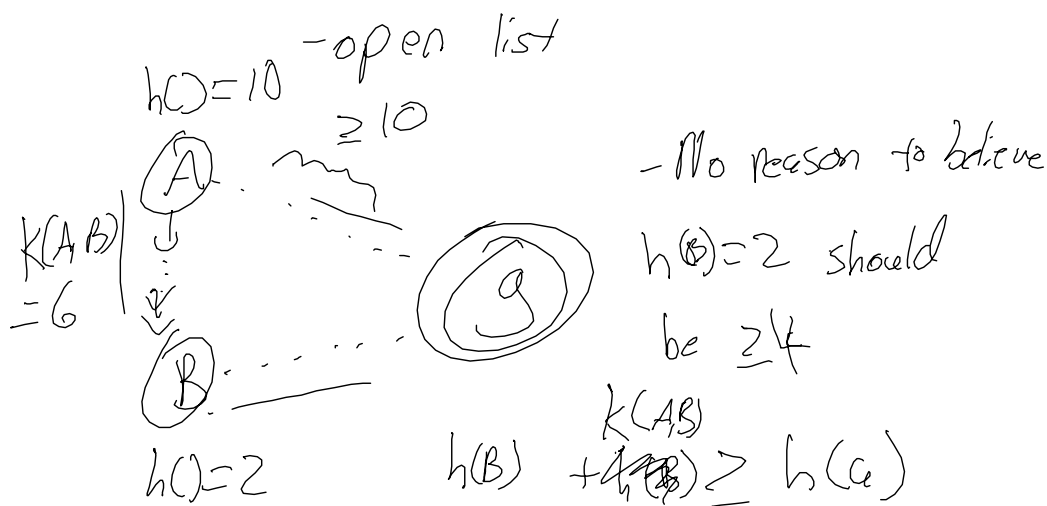 -open list
h()=10
≥10
A
-No reason to believe
K(A,B)
=6
h(B)=2 should
g
be ≥4
B
K(A,B)
h()=2
h(B) + ≥ h(a)